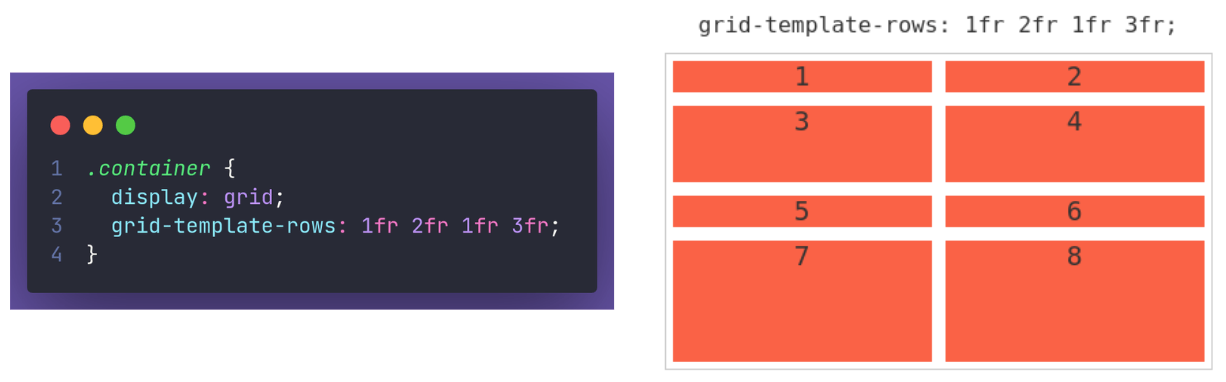 1 .container {
2 display: grid;
3 grid-template-rows: 1fr 2fr 1fr 3fr;
4 }
grid-template-rows: 1fr 2fr 1fr 3fr;
1 2
3 4
5 6
7 8